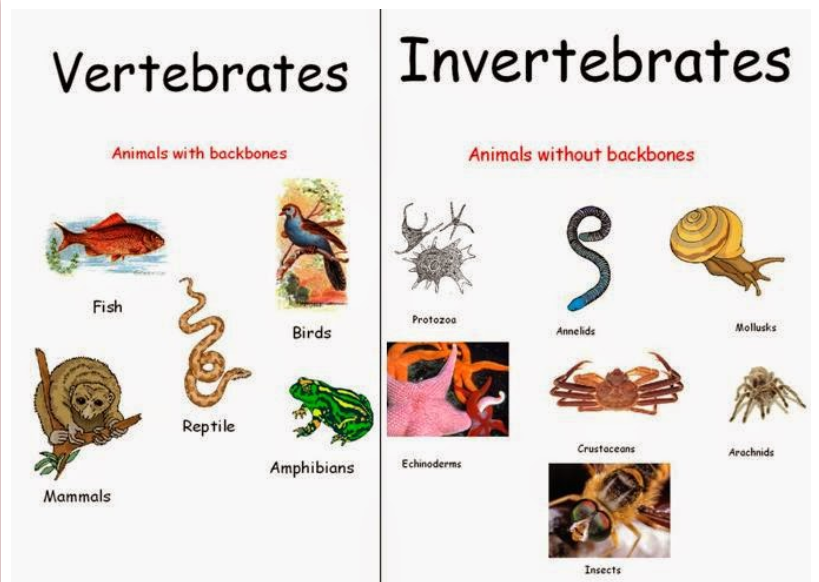 Vertebrates
Animals with backbones
Fish
Birds
Reptile
Amphibians
Mammals
Invertebrates
Animals without backbones
Protozoa
Annelids
Mollusks
Echinoderms
Crustaceans
Arachnids
Insects